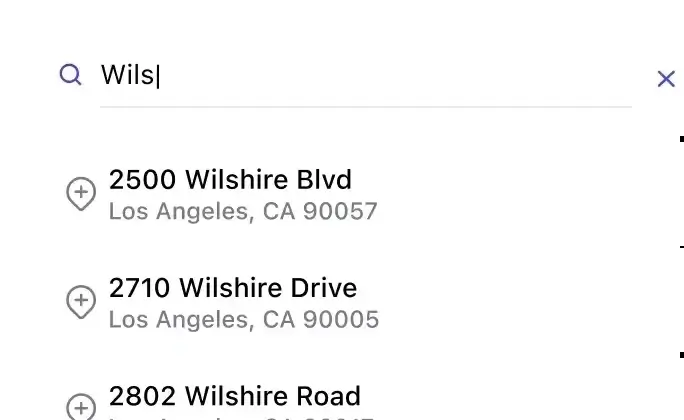 Wils
2500 Wilshire Blvd
Los Angeles, CA 90057
2710 Wilshire Drive
Los Angeles, CA 90005
2802 Wilshire Road